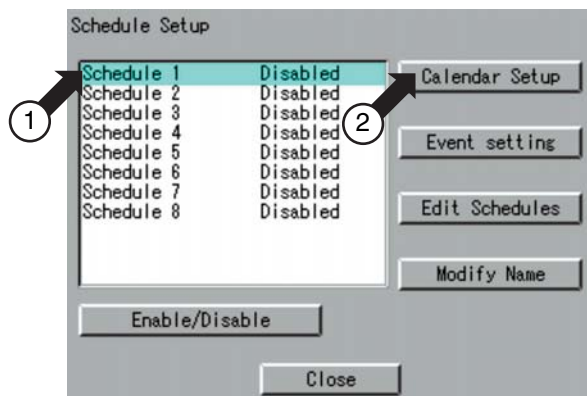 Schedule Setup
Schedule 1 Disabled
Schedule 2 Disabled
Schedule 3 Disabled
Schedule 4 Disabled
Schedule 5 Disabled
Schedule 6 Disabled
Schedule 7 Disabled
Schedule 8 Disabled
1
2
Calendar Setup
Event setting
Edit Schedules
Modify Name
Enable/Disable
Close